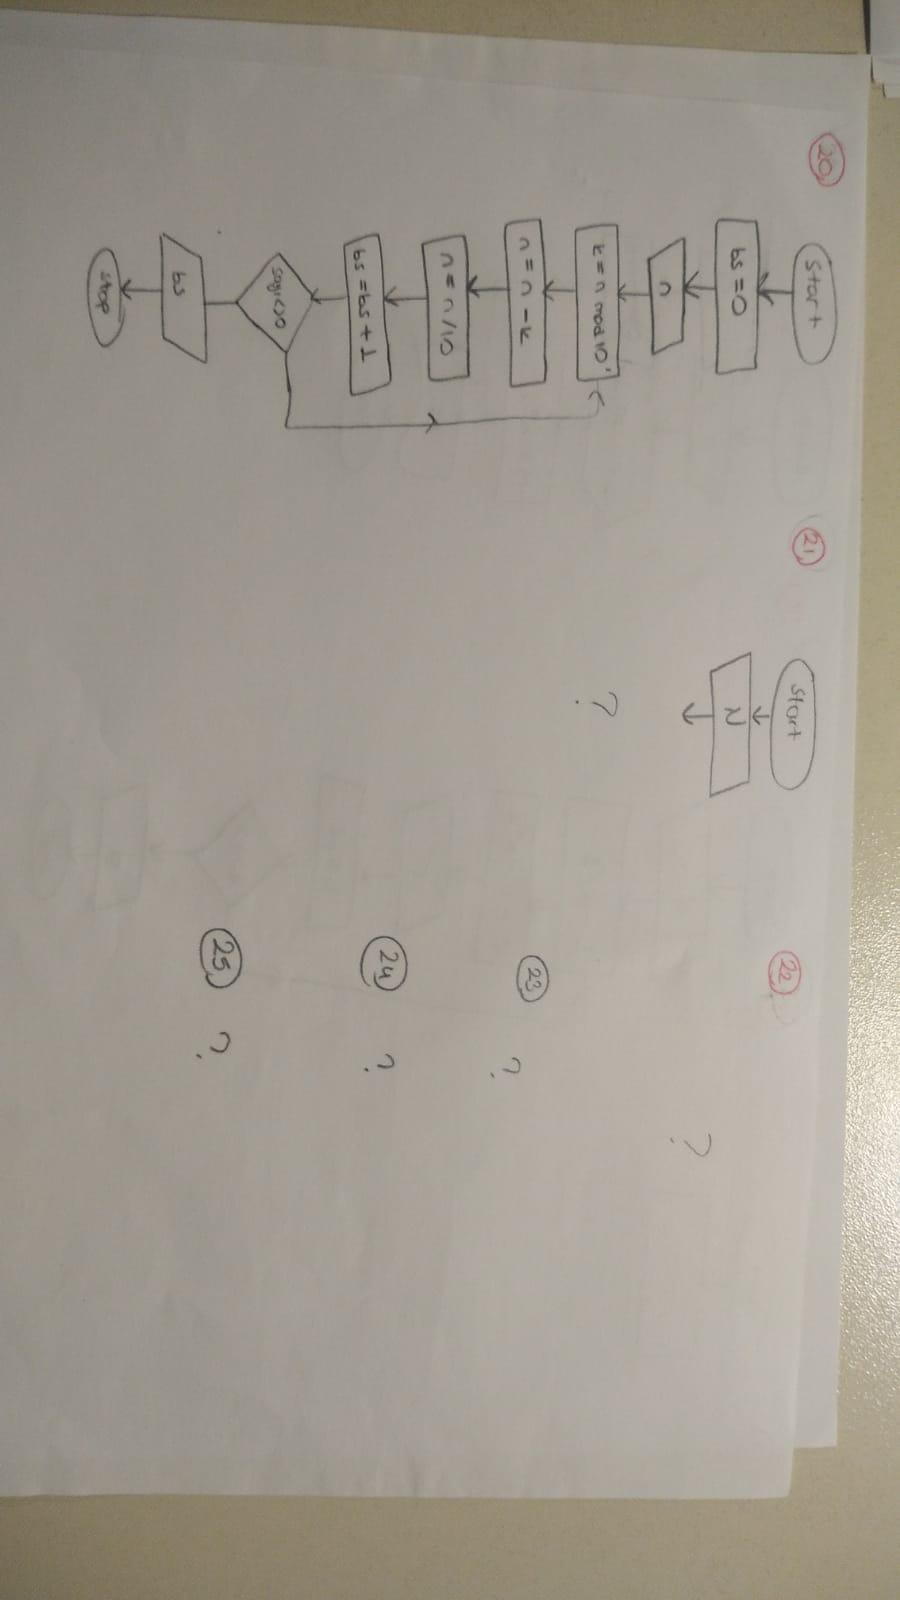 20
Start
bs=0
n
k=n mod 10
n=n-k
n=n/10
bs=bs+1
sayı<>0
bs
stop
21
Start
N
?
22
?
23
?
24
?
25
?